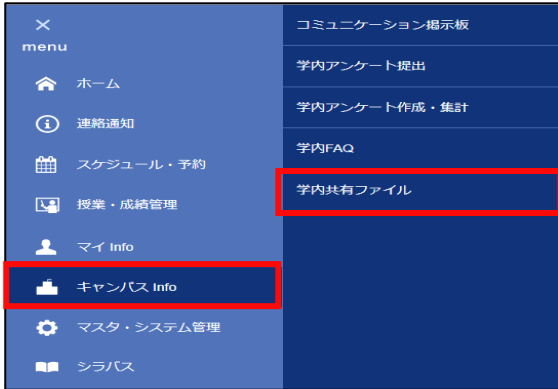 ×
menu
ホーム
連絡通知
スケジュール・予約
授業・成績管理
マイ Info
キャンパス Info
マスタ・システム管理
シラバス
コミュニケーション掲示板
学内アンケート提出
学内アンケート作成・集計
学内FAQ
学内共有ファイル